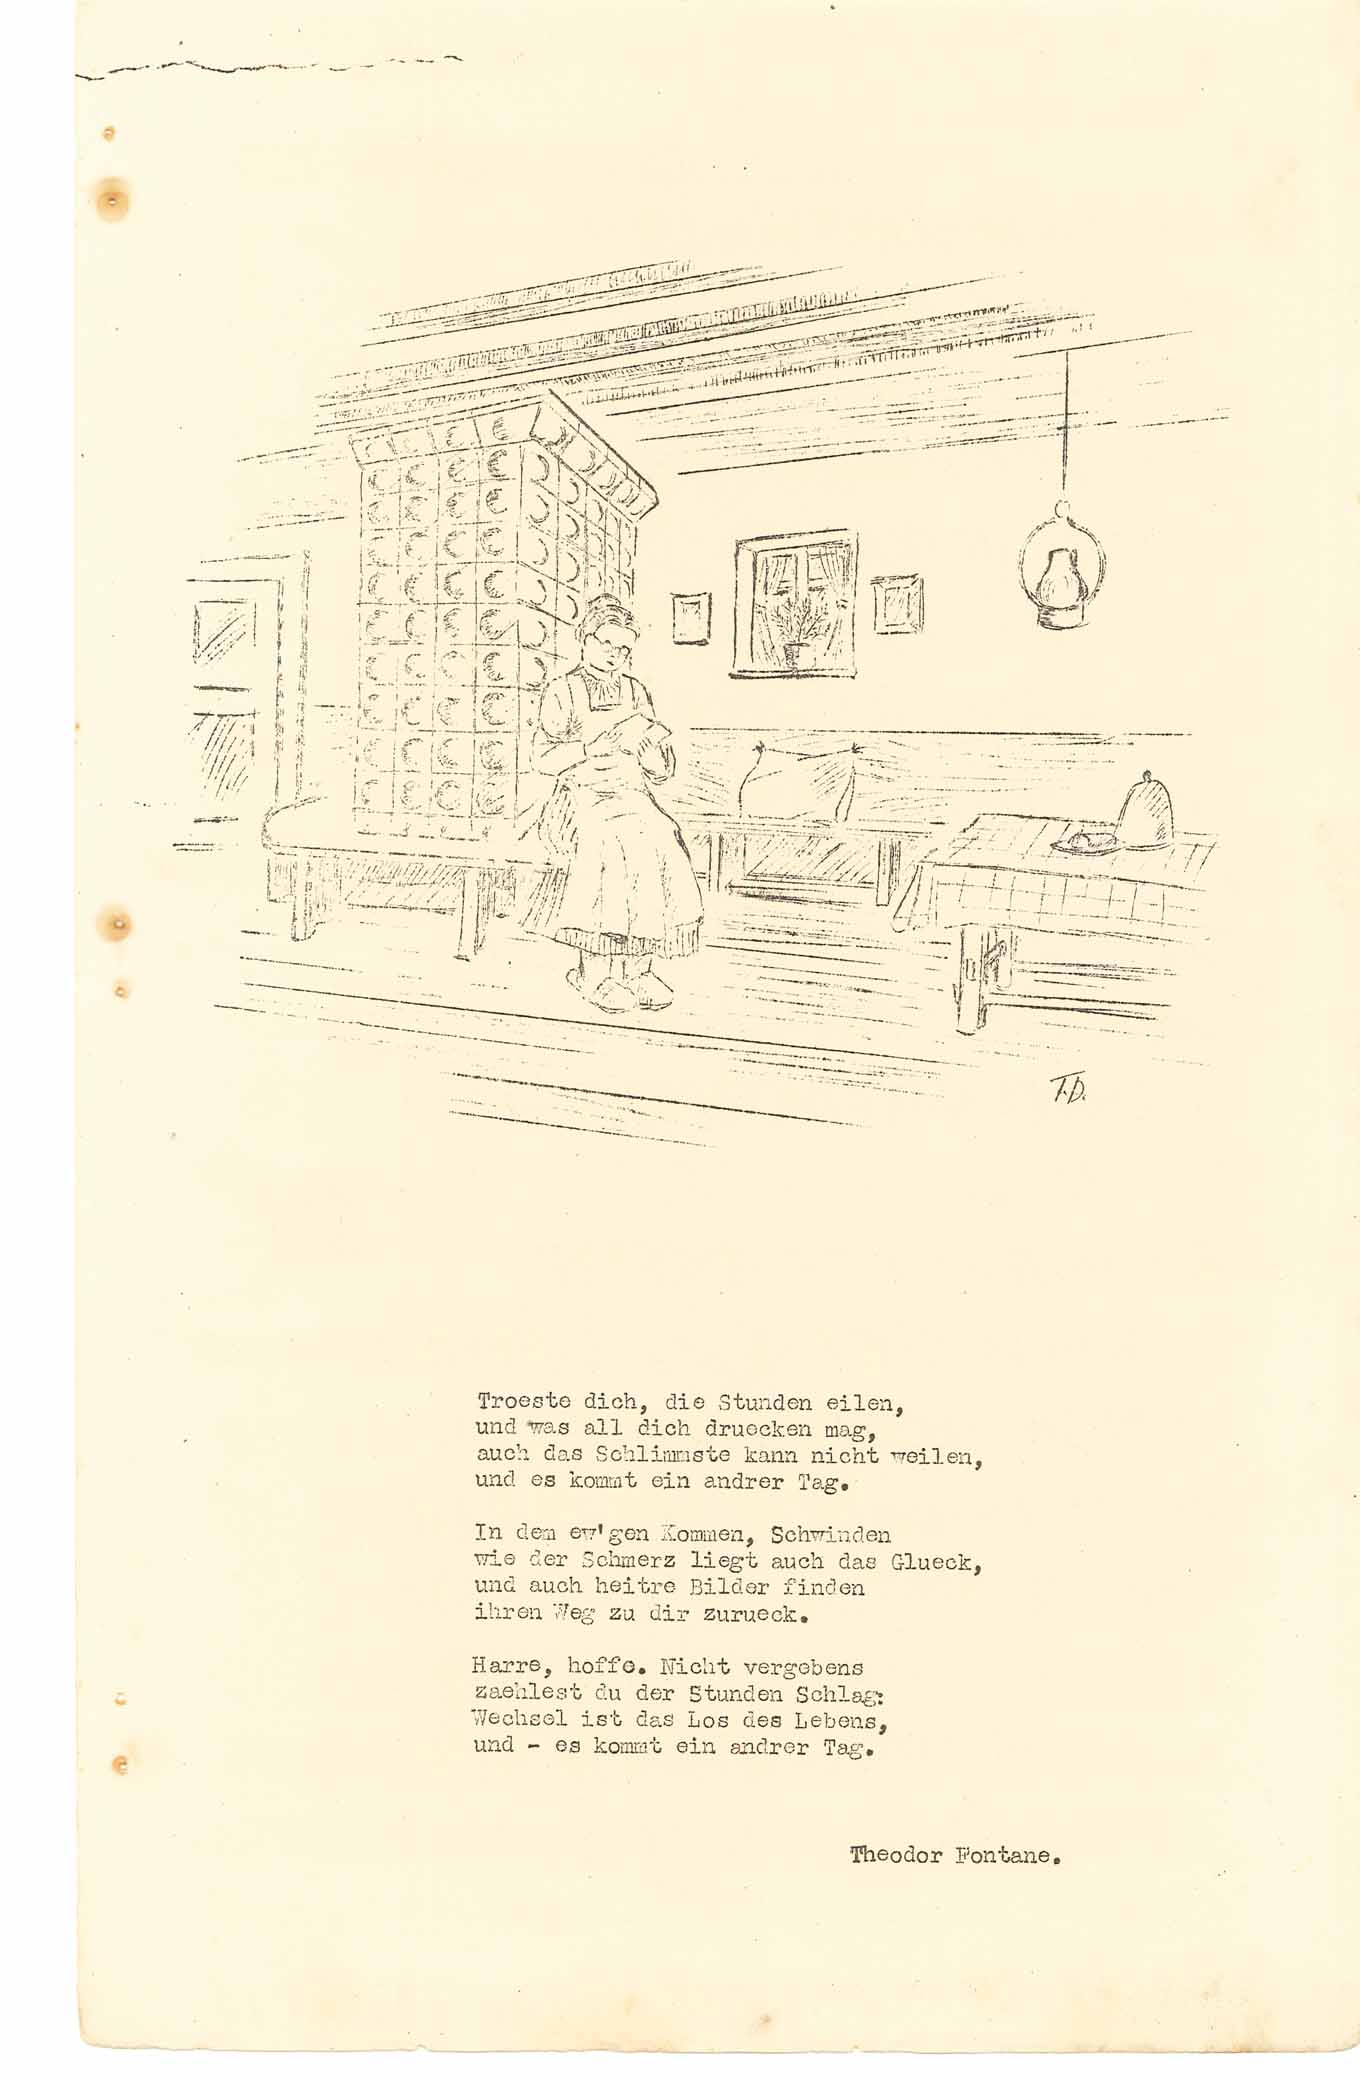 T.D.
Troeste dich, die Stunden eilen,
und was all dich druecken mag,
auch das Schlimmste kann nicht weilen,
und es kommt ein andrer Tag.
In dem ew'gen Kommen, Schwinden
wie der Schmerz liegt auch das Glueck,
und auch heitre Bilder finden
ihren Weg zu dir zurueck.
Harre, hoffe. Nicht vergebens
zaehlest du der Stunden Schlag:
Wechsel ist das Los des Lebens,
und - es kommt ein andrer Tag.
Theodor Fontane.